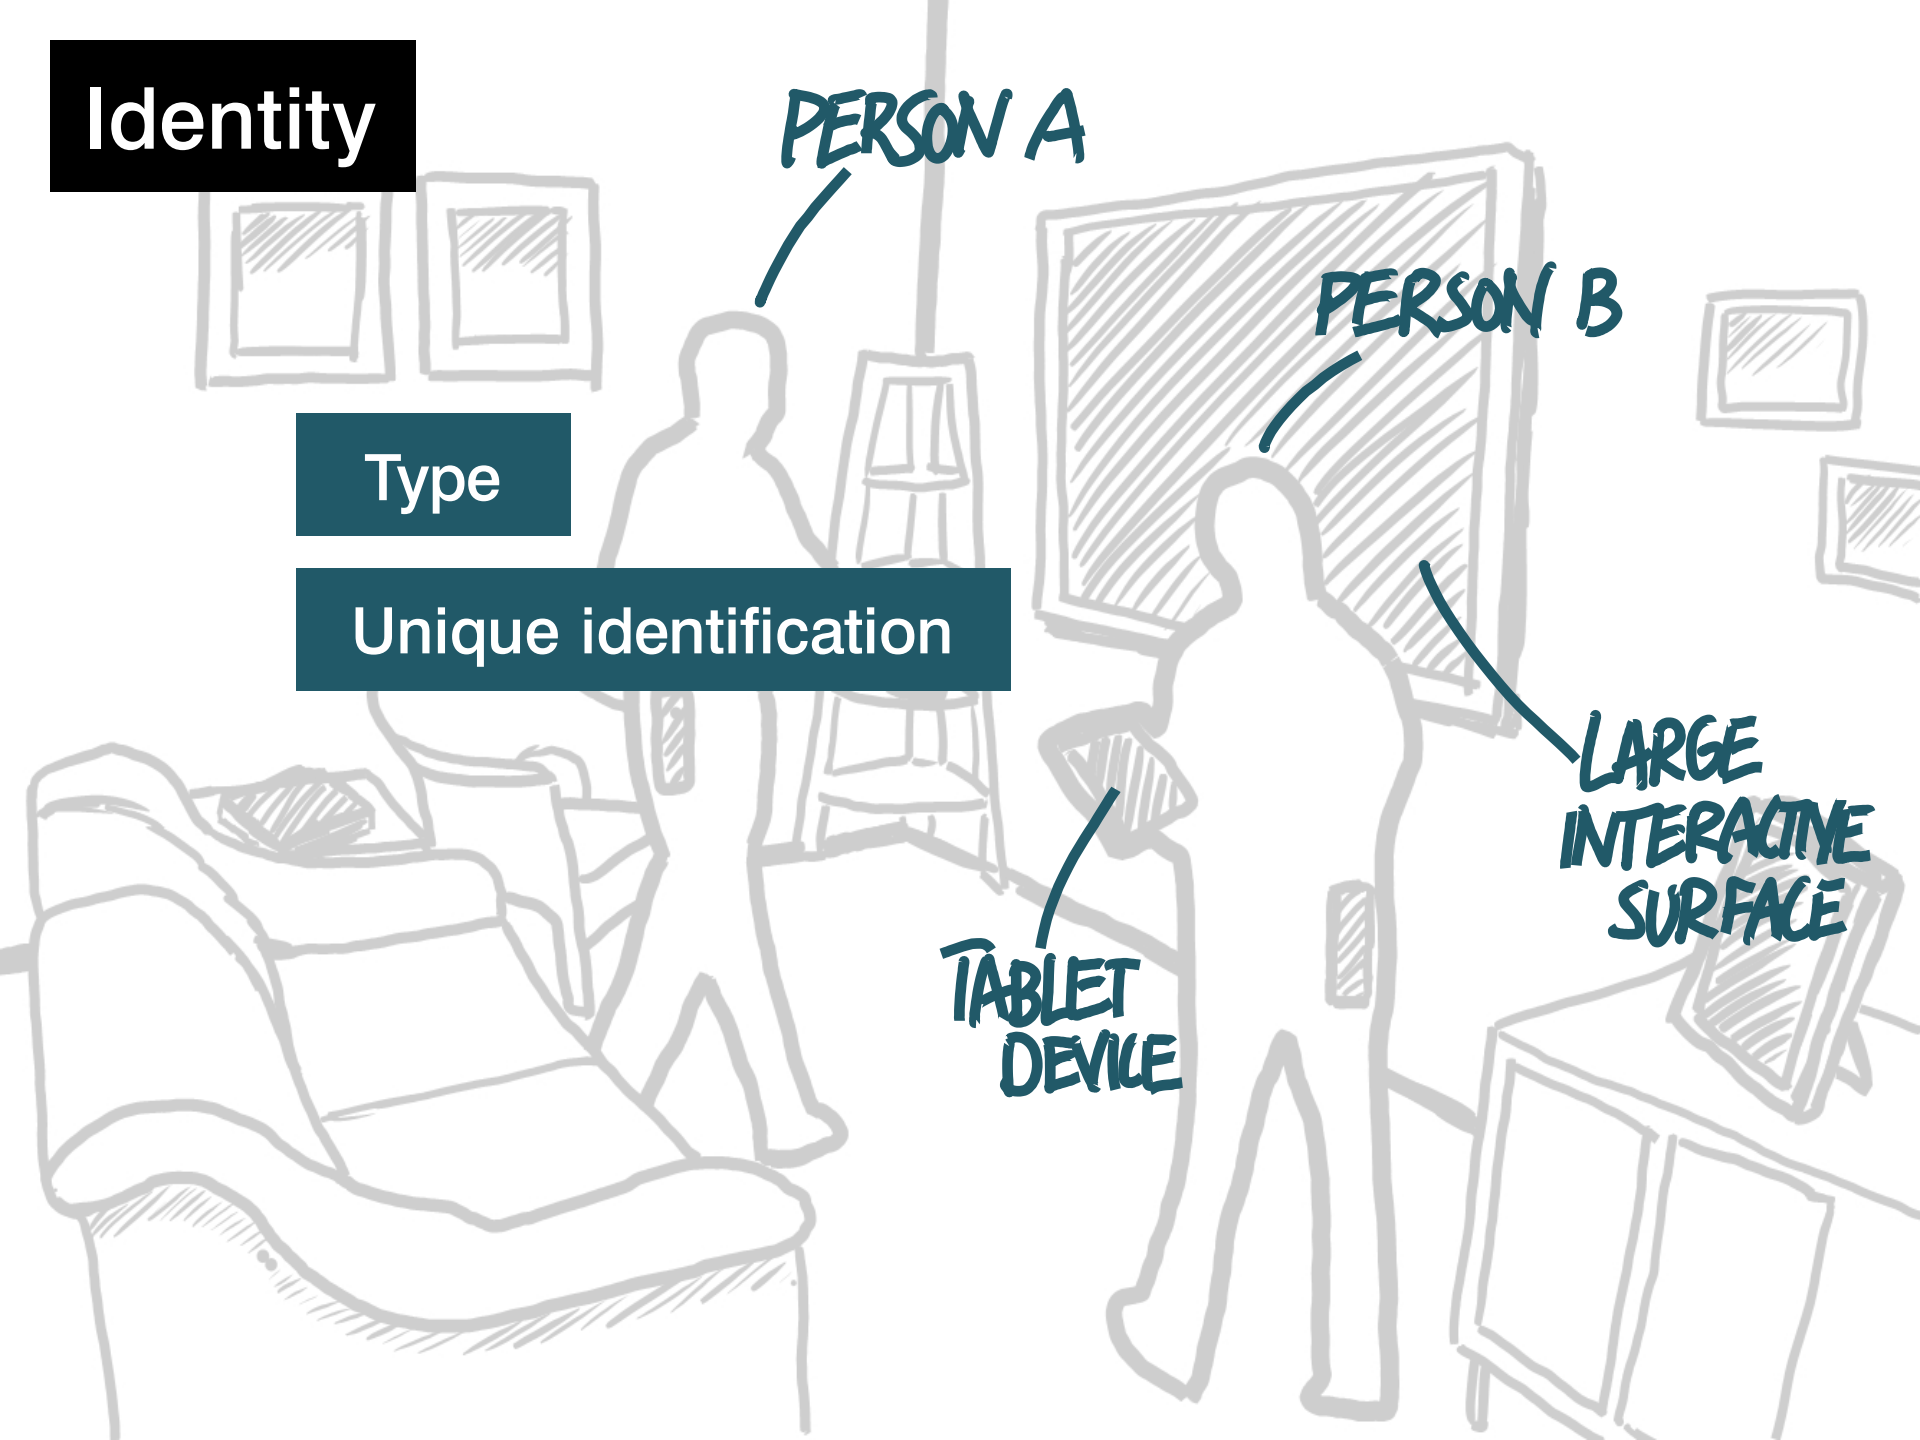 Identity
PERSON A
PERSON B
Type
Unique identification
LARGE
INTERACTIVE
SURFACE
TABLET
DEVICE